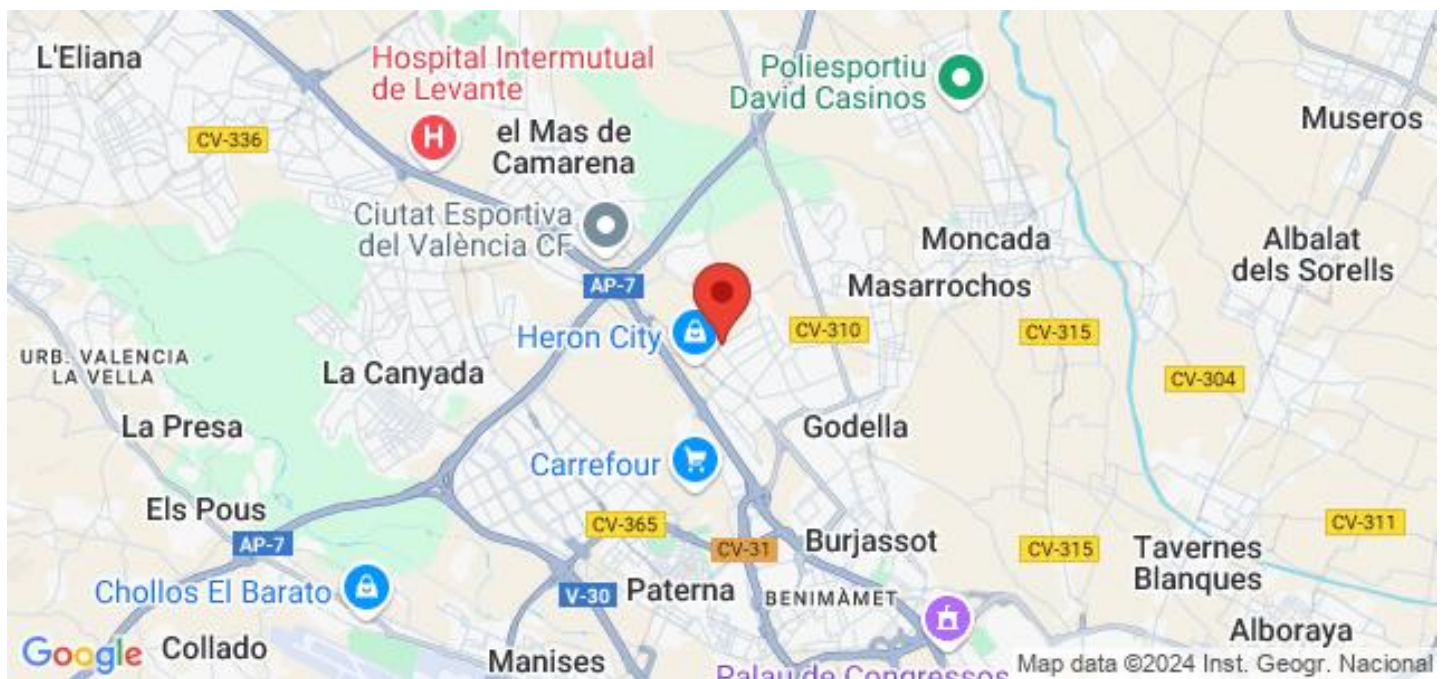 L'Eliana
Hospital Intermutual
de Levante
Poliesportiu
David Casinos
Museros
CV-336
el Mas de
Camarena
Ciutat Esportiva
del València CF
Moncada
Albalat
dels Sorells
AP-7
Masarrochos
Heron City
CV-310
CV-315
URB. VALENCIA
LA VELLA
La Canyada
CV-304
La Presa
Godella
Carrefour
Els Pous
CV-365
CV-311
AP-7
CV-31
Burjassot
CV-315
Tavernes
Blanques
Chollos El Barato
V-30
Paterna
BENIMÀMET
Alboraya
Google
Collado
Manises
Palau de Congressos
Map data ©2024 Inst. Geogr. Nacional